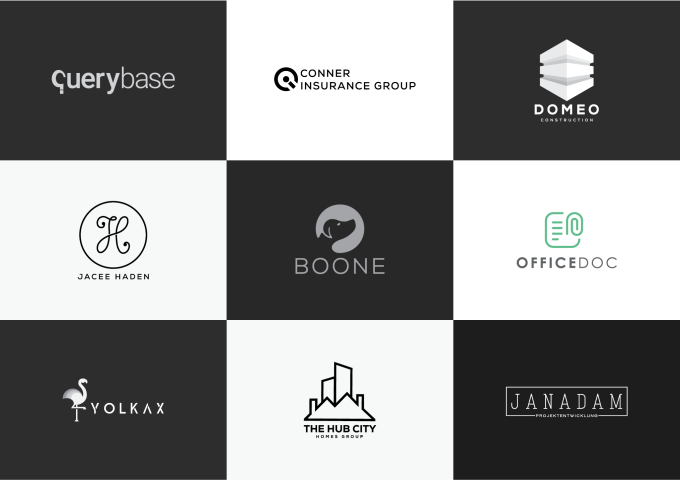 querybase
CONNER
INSURANCE GROUP
DOMEO
CONSTRUCTION
H
JACEE HADEN
BOONE
OFFICEDOC
YOLKAX
THE HUB CITY
HOMES GROUP
JANADAM
PROJEKTENTWICKLUNG